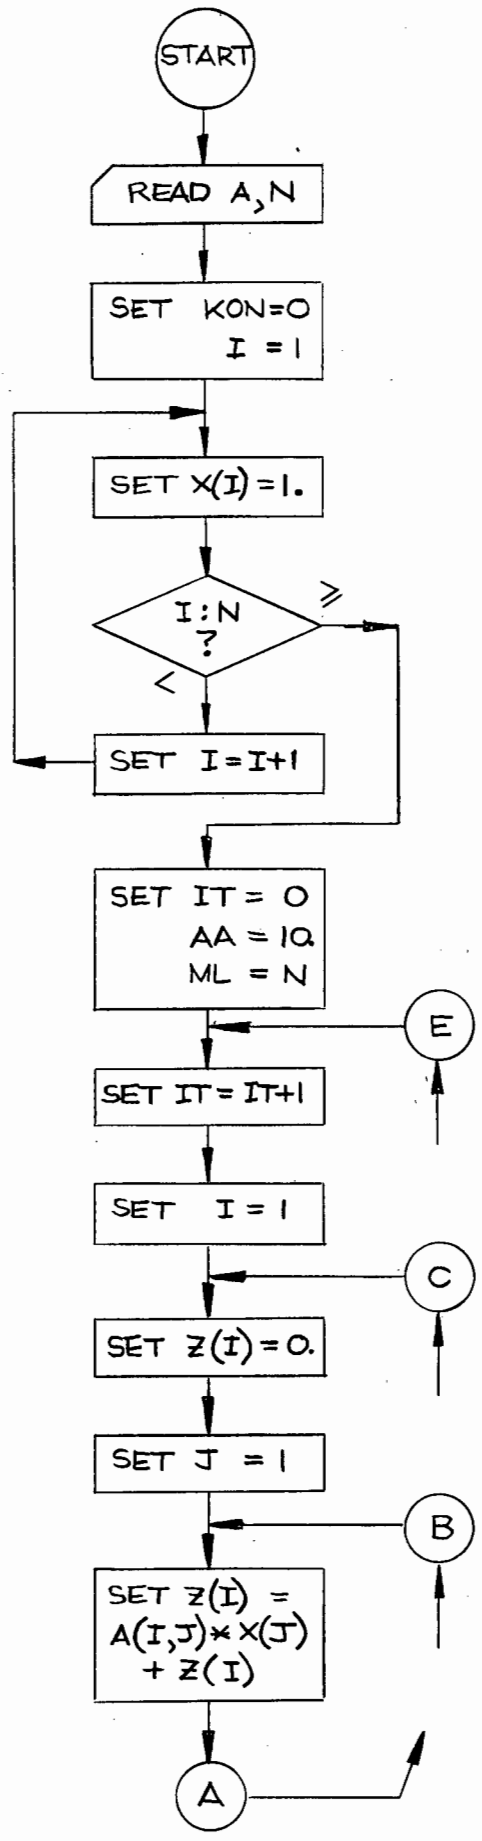 START
READ A,N
SET KON=0
I = 1
SET X(I)=1.
I:N
?
≥
<
SET I=I+1
SET IT = 0
AA = 10.
ML = N
E
SET IT=IT+1
SET I = 1
C
SET Z(I)=0.
SET J = 1
B
SET Z(I) =
A(I,J)* X(J)
+ Z(I)
A